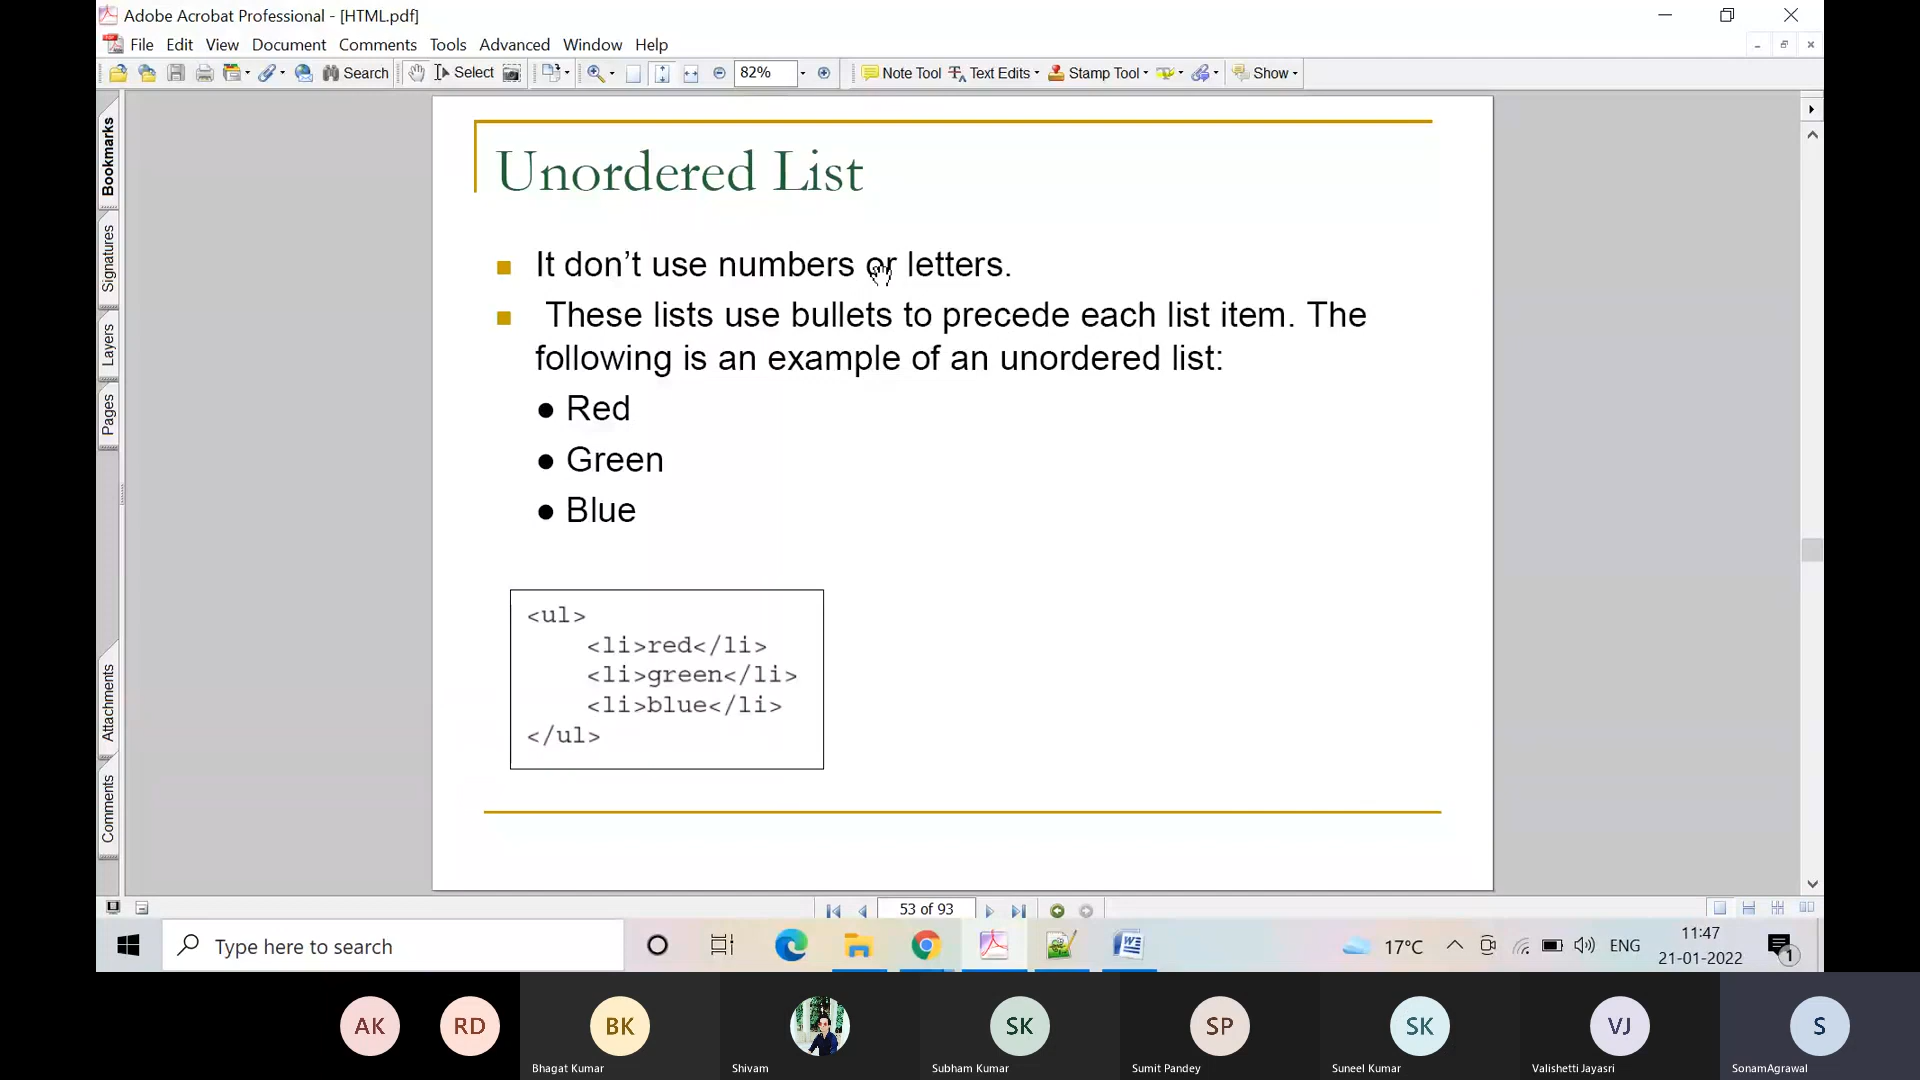 Adobe Acrobat Professional - [HTML.pdf]
File Edit View Document Comments Tools Advanced Window Help
Search Select 82% Note Tool Text Edits Stamp Tool Show
Bookmarks
Signatures
Layers
Pages
Attachments
Comments
Unordered List
It don’t use numbers or letters.
These lists use bullets to precede each list item. The
following is an example of an unordered list:
● Red
● Green
● Blue
<ul>
<li>red</li>
<li>green</li>
<li>blue</li>
</ul>
53 of 93
Type here to search
17°C ENG
11:47
21-01-2022
1
AK RD BK SK SP SK VJ S
Bhagat Kumar Shivam Subham Kumar Sumit Pandey Suneel Kumar Valishetti Jayasri SonamAgrawal